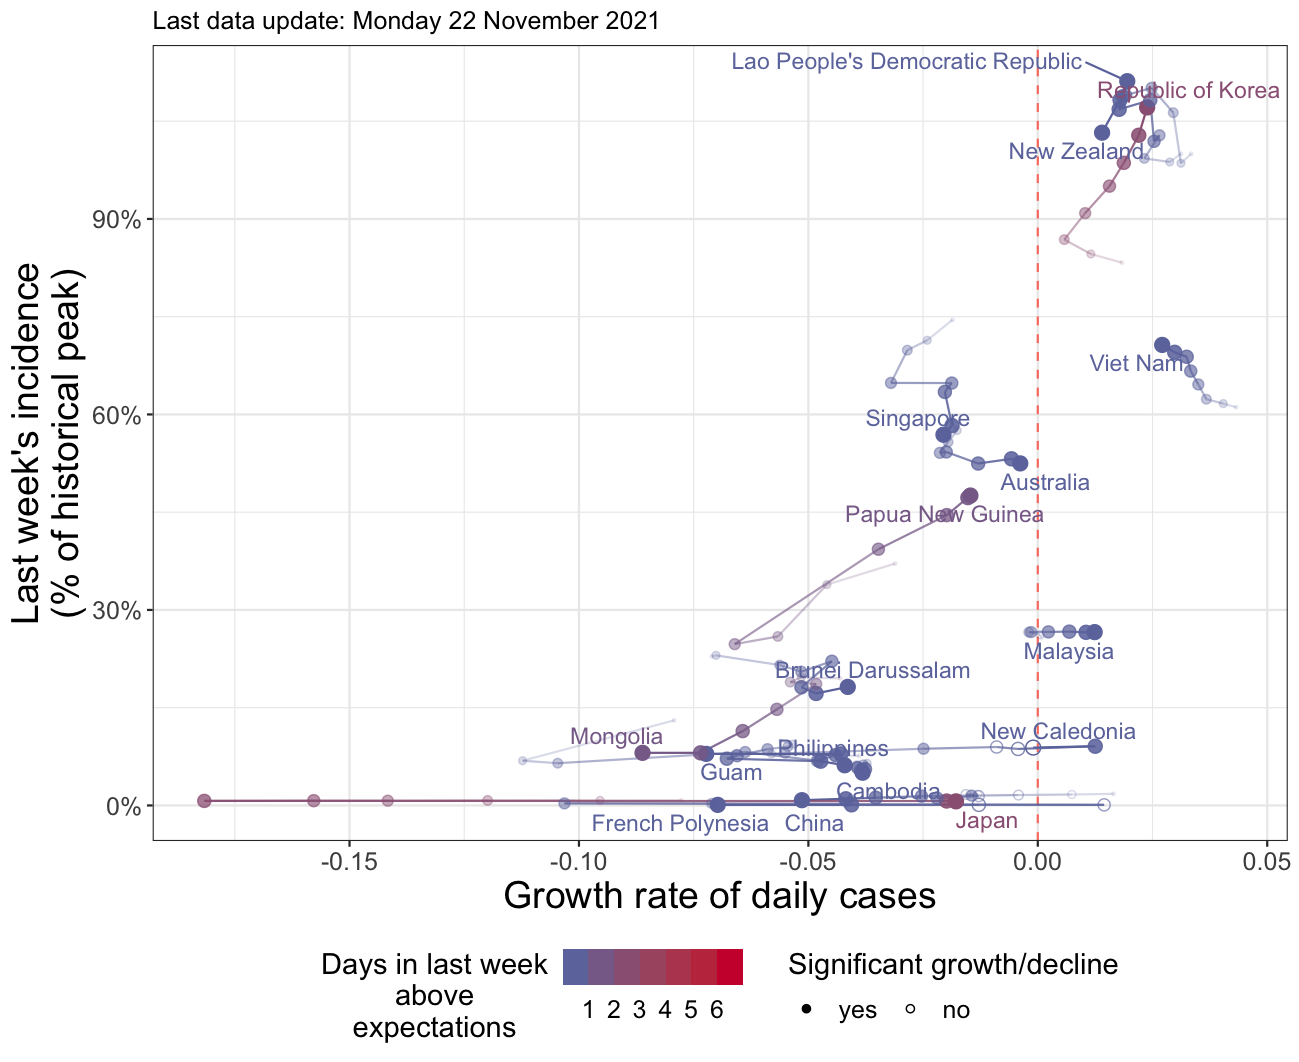 Last data update: Monday 22 November 2021
Lao People's Democratic Republic
Republic of Korea
New Zealand
90%
Viet Nam
60%
Singapore
Australia
Papua New Guinea
30%
Malaysia
Brunei Darussalam
New Caledonia
Mongolia
Philippines
Guam
Cambodia
0%
French Polynesia
China
Japan
Last week's incidence
(% of historical peak)
-0.15
-0.10
-0.05
0.00
0.05
Growth rate of daily cases
Days in last week
above
expectations
1 2 3 4 5 6
Significant growth/decline
yes
no